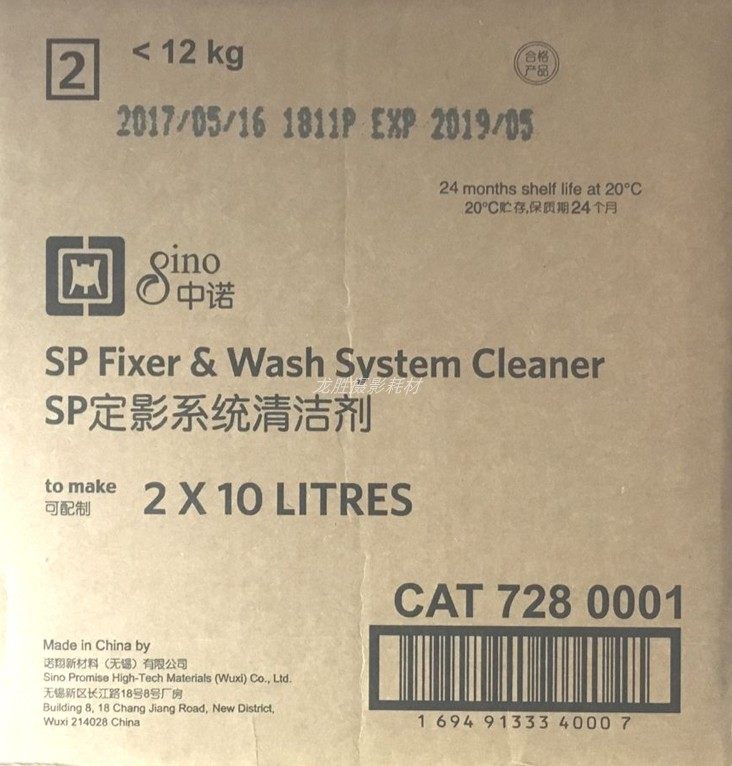 2
< 12 kg
合格
产品
2017/05/16 1811P EXP 2019/05
24 months shelf life at 20°C
20°C贮存,保质期24个月
Sino
中诺
SP Fixer & Wash System Cleaner
龙胜摄影耗材
SP定影系统清洁剂
to make
可配制
2 X 10 LITRES
CAT 728 0001
Made in China by
诺翔新材料（无锡）有限公司
Sino Promise High-Tech Materials (Wuxi) Co., Ltd.
无锡新区长江路18号8号厂房
Building 8, 18 Chang Jiang Road, New District,
Wuxi 214028 China
1 694 91333 4000 7